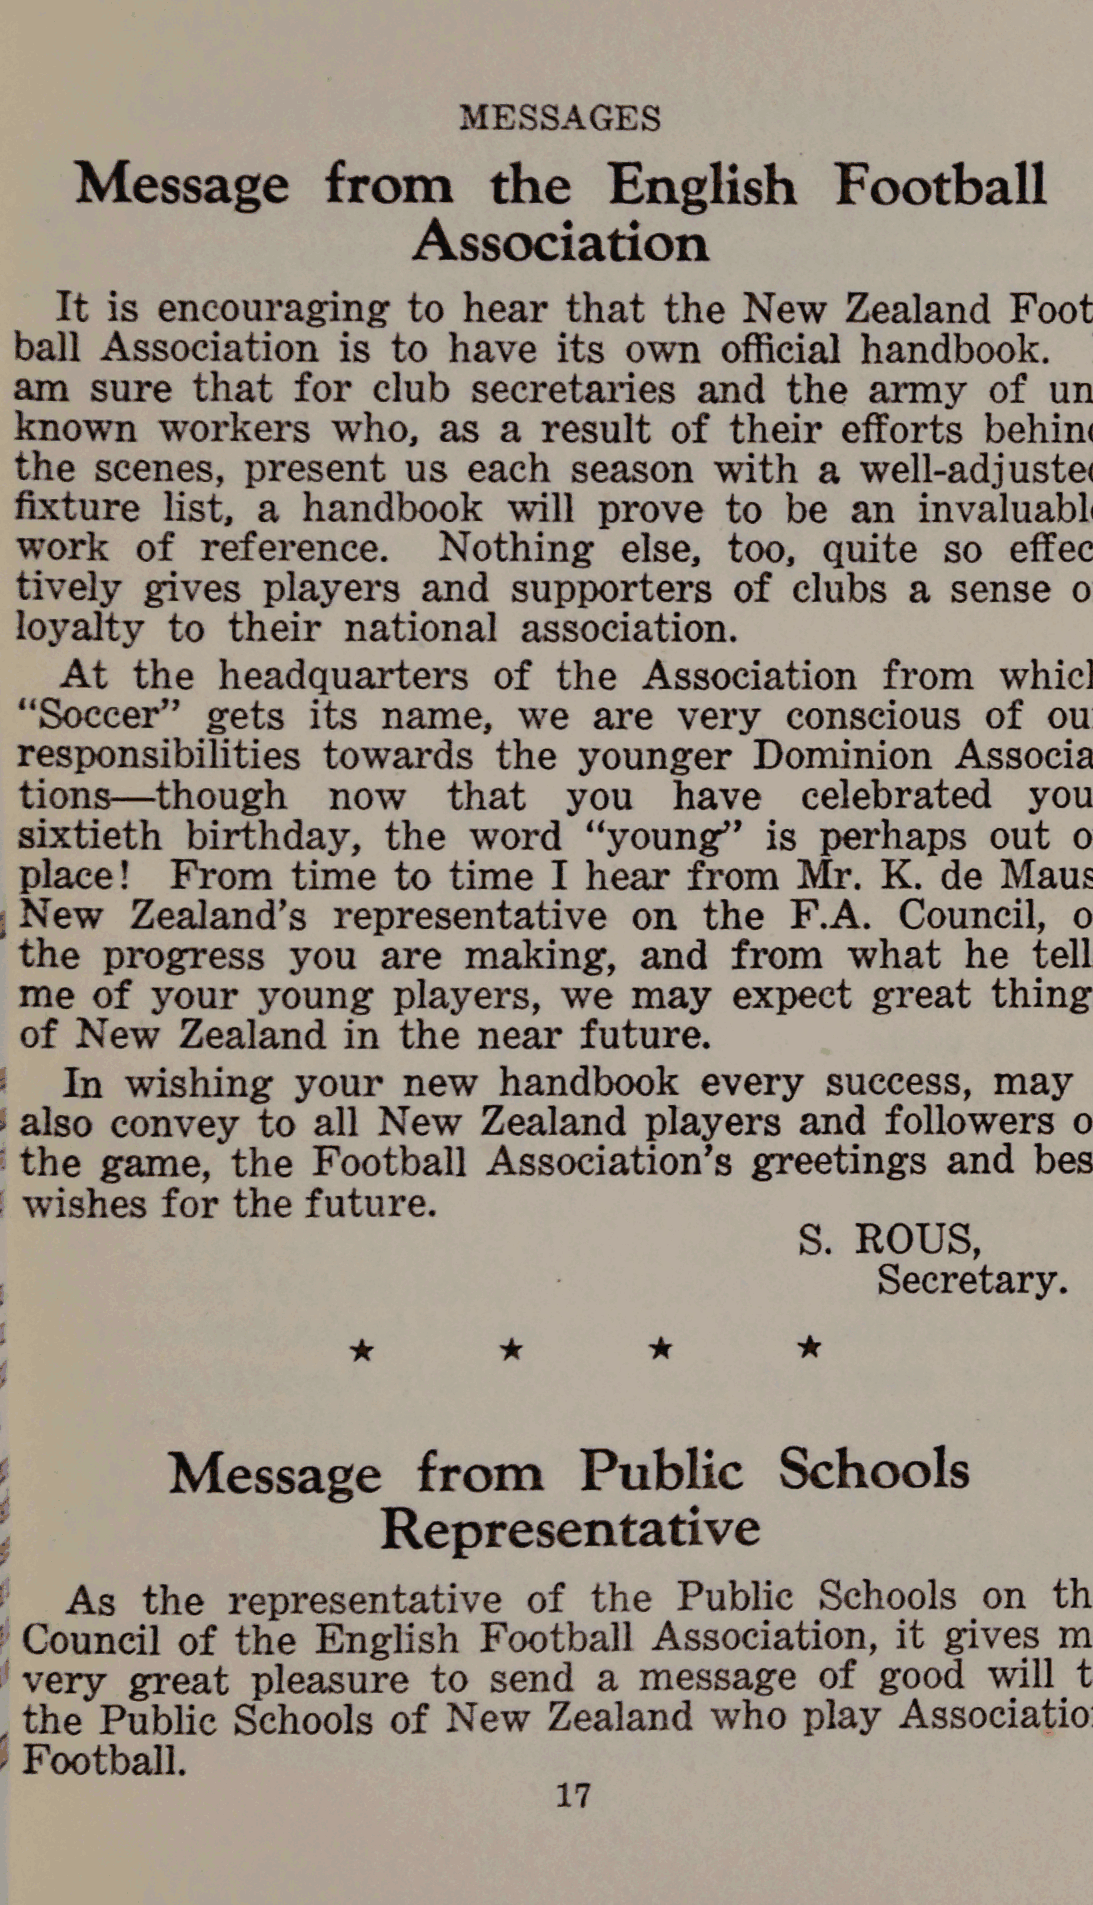 MESSAGES
Message from the English Football
Association
It is encouraging to hear that the New Zealand Foot
ball Association is to have its own official handbook.
am sure that for club secretaries and the army of un
known workers who, as a result of their efforts behind
the scenes, present us each season with a well-adjusted
fixture list, a handbook will prove to be an invaluable
work of reference. Nothing else, too, quite so effec
tively gives players and supporters of clubs a sense o
loyalty to their national association.
At the headquarters of the Association from which
“Soccer” gets its name, we are very conscious of our
responsibilities towards the younger Dominion Associa
tions—though now that you have celebrated you
sixtieth birthday, the word “young” is perhaps out o
place! From time to time I hear from Mr. K. de Maus
New Zealand's representative on the F.A. Council, o
the progress you are making, and from what he tell
me of your young players, we may expect great thing
of New Zealand in the near future.
In wishing your new handbook every success, may
also convey to all New Zealand players and followers o
the game, the Football Association's greetings and bes
wishes for the future.
S. ROUS,
Secretary.
Message from Public Schools
Representative
As the representative of the Public Schools on th
Council of the English Football Association, it gives m
very great pleasure to send a message of good will t
the Public Schools of New Zealand who play Association
Football.
17